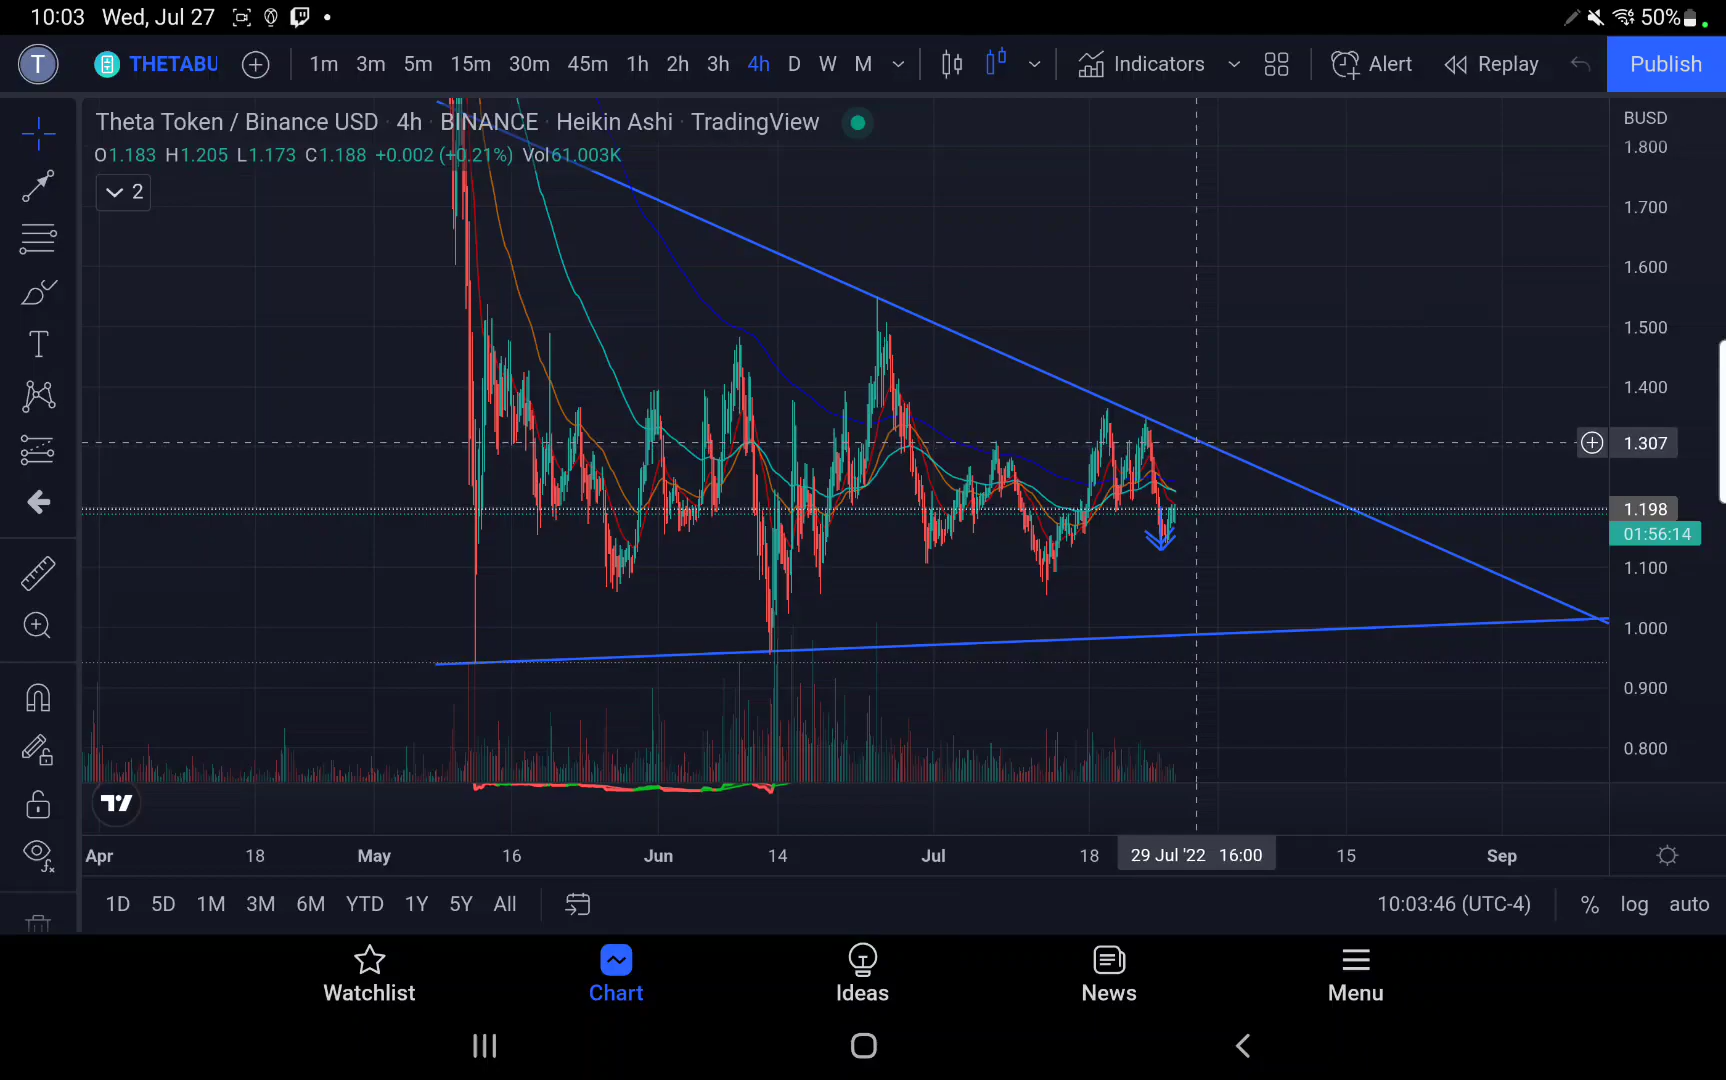 10:03 Wed, Jul 27 50%
T THETABU 1m 3m 5m 15m 30m 45m 1h 2h 3h 4h D W M Indicators Alert Replay Publish
Theta Token / Binance USD · 4h · BINANCE · Heikin Ashi · TradingView
O1.183 H1.205 L1.173 C1.188 +0.002 (+0.21%) Vol61.003K
2
BUSD
1.800
1.700
1.600
1.500
1.400
1.307
1.198
01:56:14
1.100
1.000
0.900
0.800
T
Apr 18 May 16 Jun 14 Jul 18 29 Jul '22 16:00 15 Sep
1D 5D 1M 3M 6M YTD 1Y 5Y All 10:03:46 (UTC-4) % log auto
Watchlist Chart Ideas News Menu